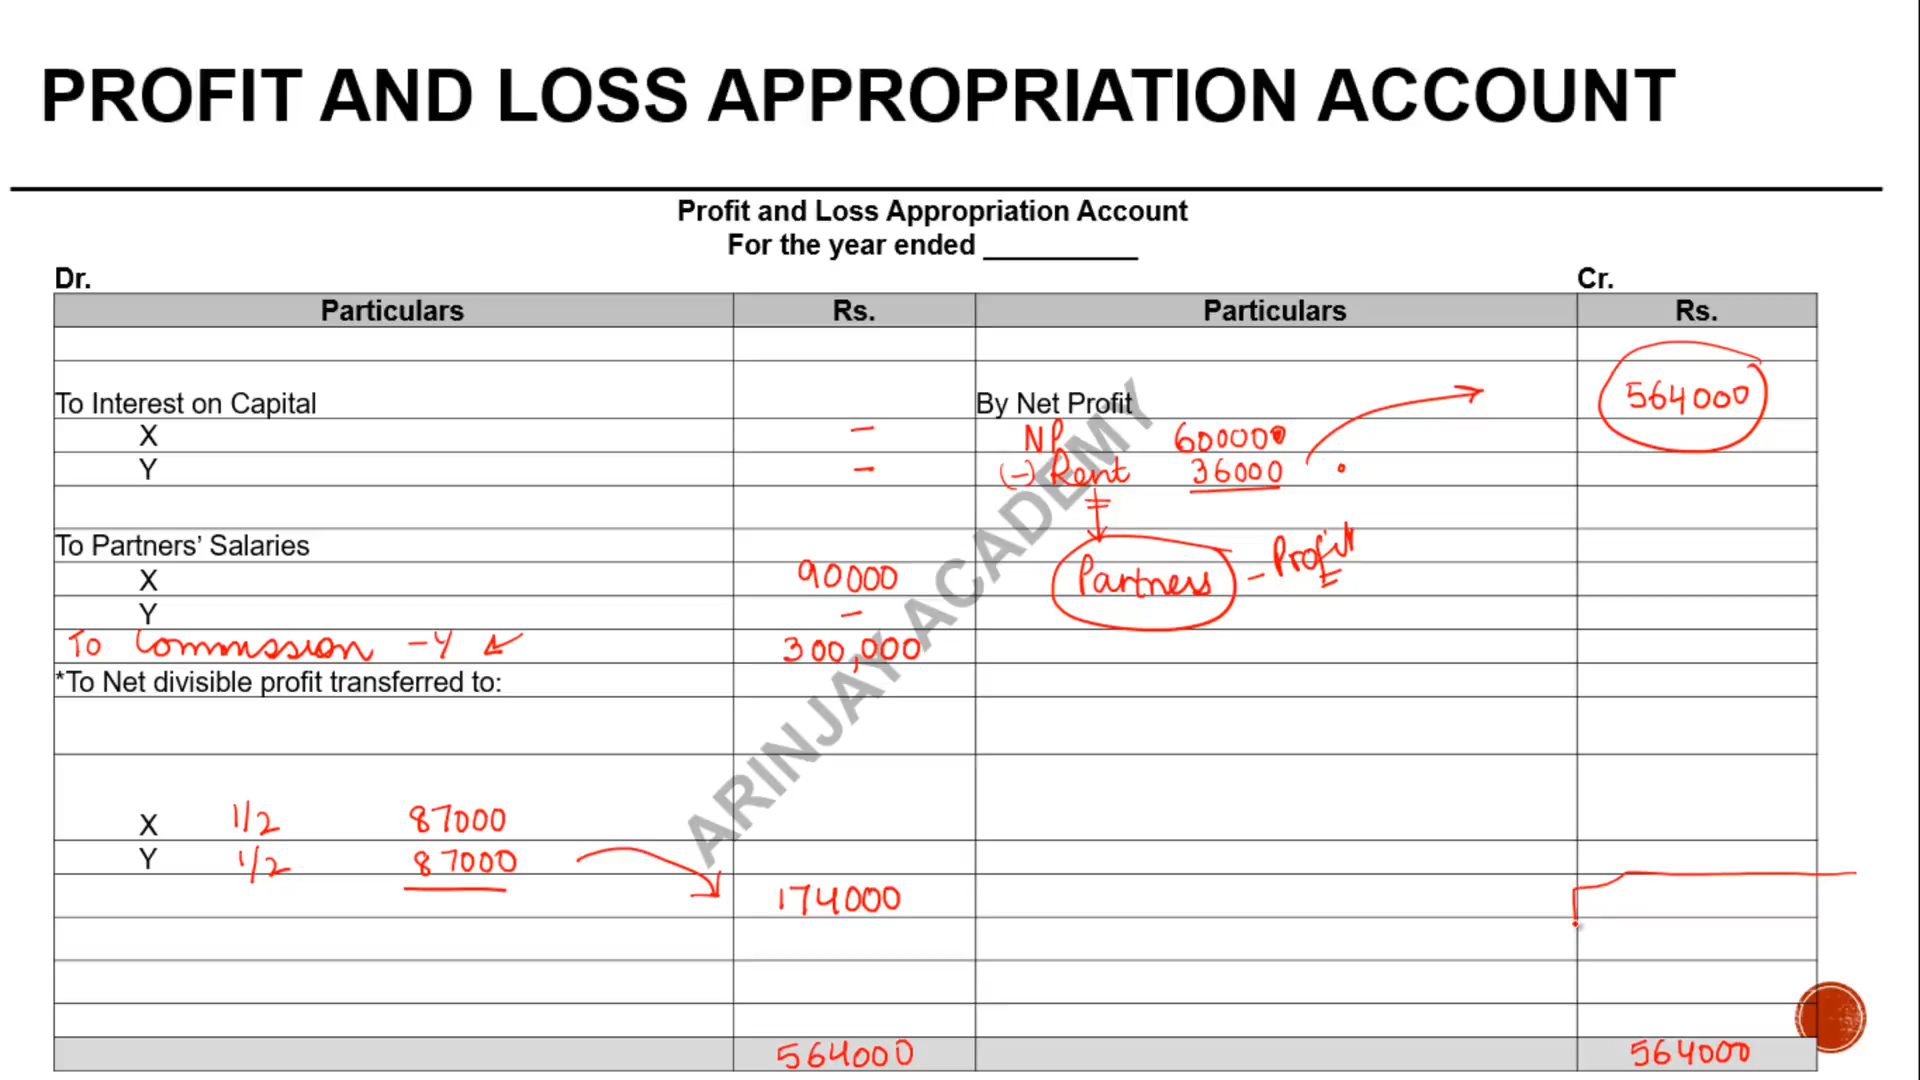 PROFIT AND LOSS APPROPRIATION ACCOUNT
Profit and Loss Appropriation Account
For the year ended __________
Dr. Cr.
Particulars Rs. Particulars Rs.
To Interest on Capital By Net Profit 564000
X – NP 600000
Y – (-) Rent 36000
To Partners’ Salaries
X 90000 Partners – Profit
Y –
To Commission – Y 300,000
*To Net divisible profit transferred to:
X 1/2 87000
Y 1/2 87000
174000
564000 564000
ARINJAY ACADEMY